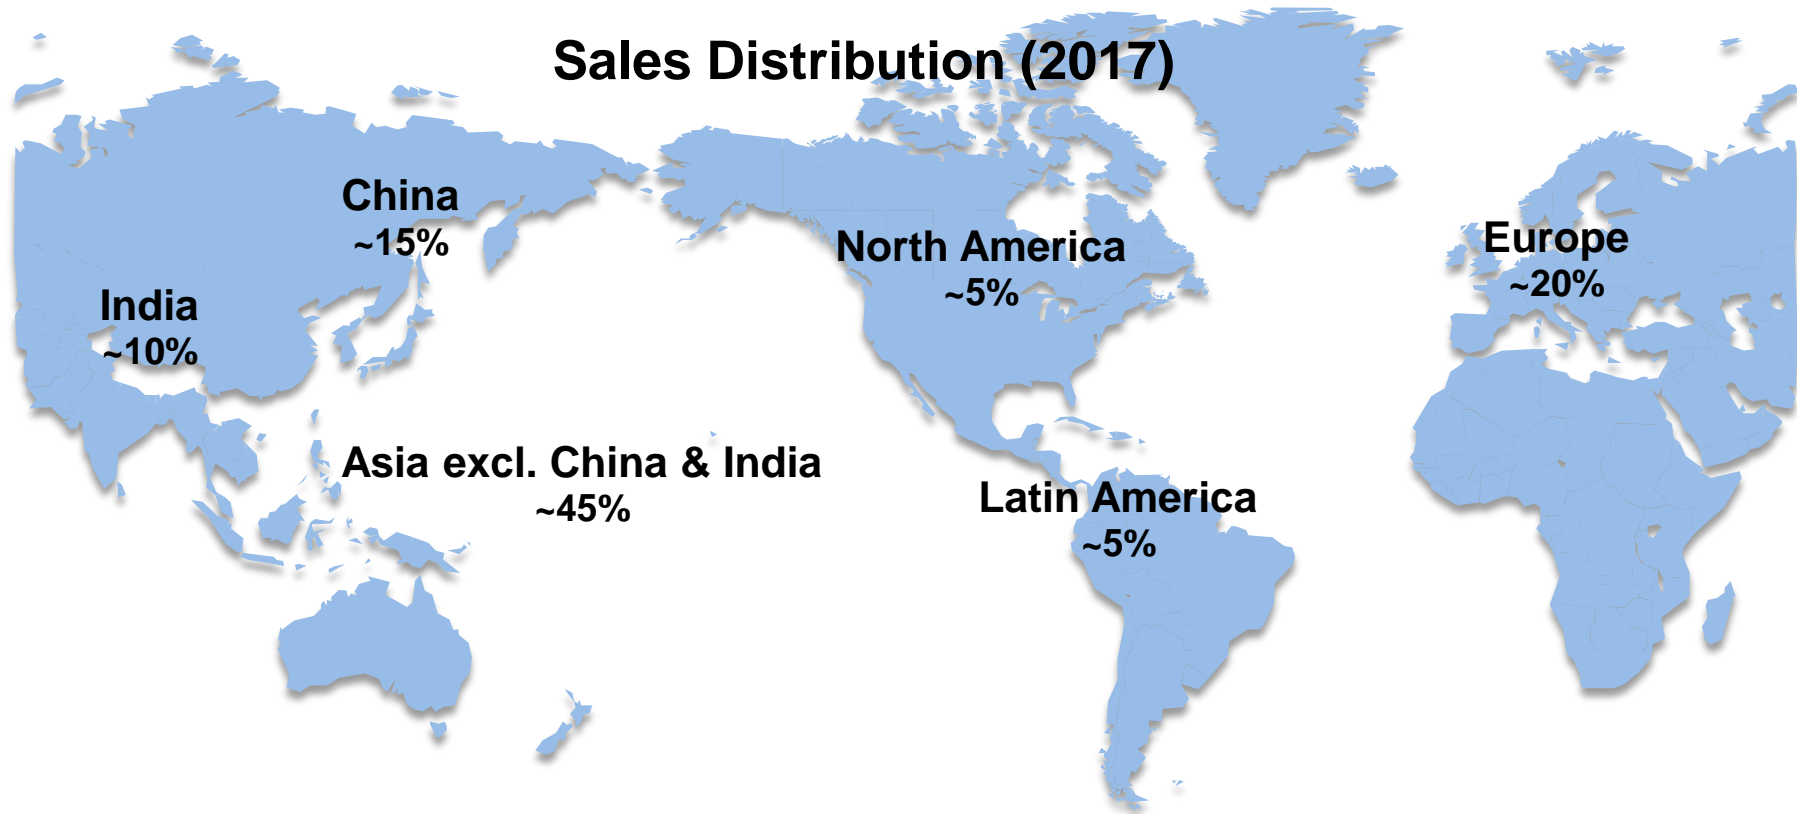 Sales Distribution (2017)
China
~15%
North America
~5%
Europe
~20%
India
~10%
Asia excl. China & India
~45%
Latin America
~5%